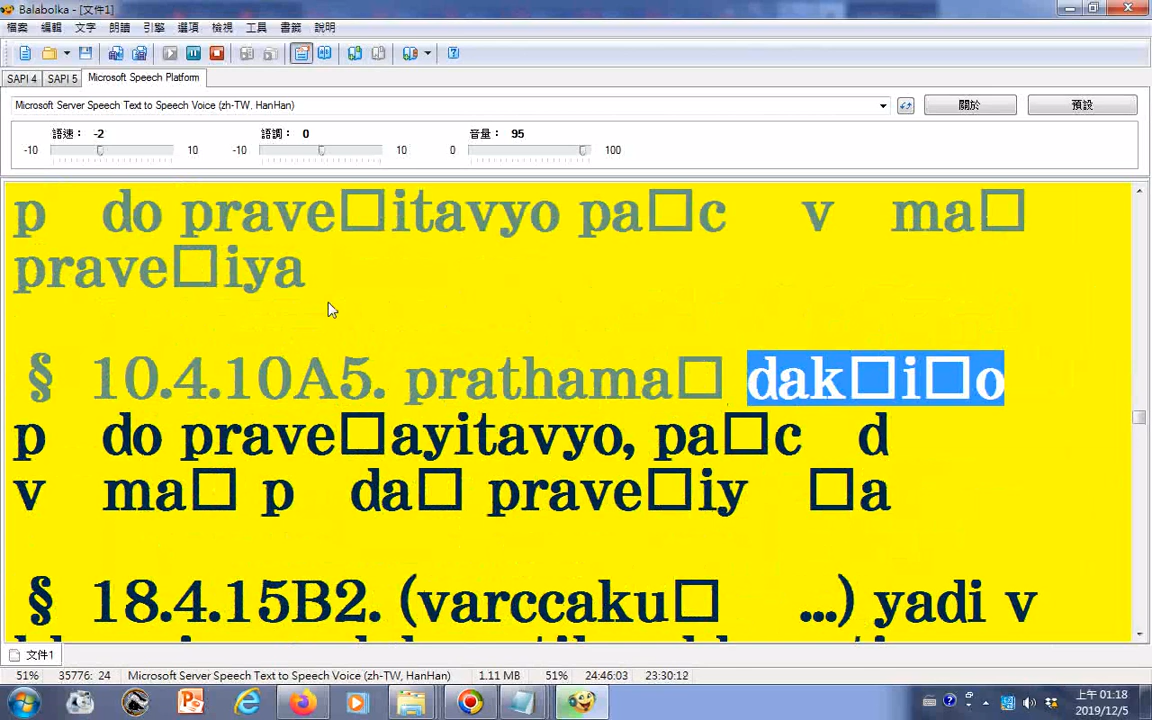 Balabolka - [文件1]
檔案 編輯 文字 朗讀 引擎 選項 檢視 工具 書籤 說明
SAPI 4 SAPI 5 Microsoft Speech Platform
Microsoft Server Speech Text to Speech Voice (zh-TW, HanHan) 關於 預設
語速： -2 語調： 0 音量： 95
-10 10 -10 10 0 100
p do prave□itavyo pa□c v ma□
prave□iya
§ 10.4.10A5. prathama□ dak□i□o
p do prave□ayitavyo, pa□c d
v ma□ p da□ prave□iy □a
§ 18.4.15B2. (varccaku□ ...) yadi v
文件1
51% 35776: 24 Microsoft Server Speech Text to Speech Voice (zh-TW, HanHan) 1.11 MB 51% 24:46:03 23:30:12
上午 01:18
2019/12/5